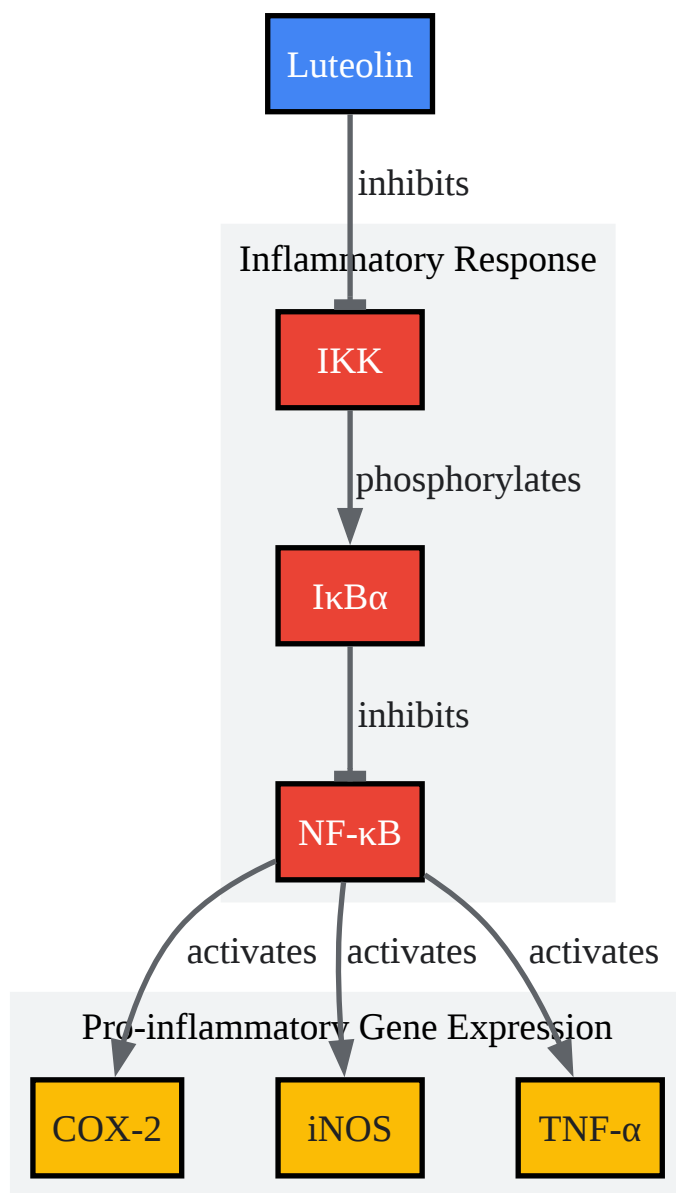 Luteolin
inhibits
Inflammatory Response
IKK
phosphorylates
IκBα
inhibits
NF-κB
activates activates activates
Pro-inflammatory Gene Expression
COX-2 iNOS TNF-α